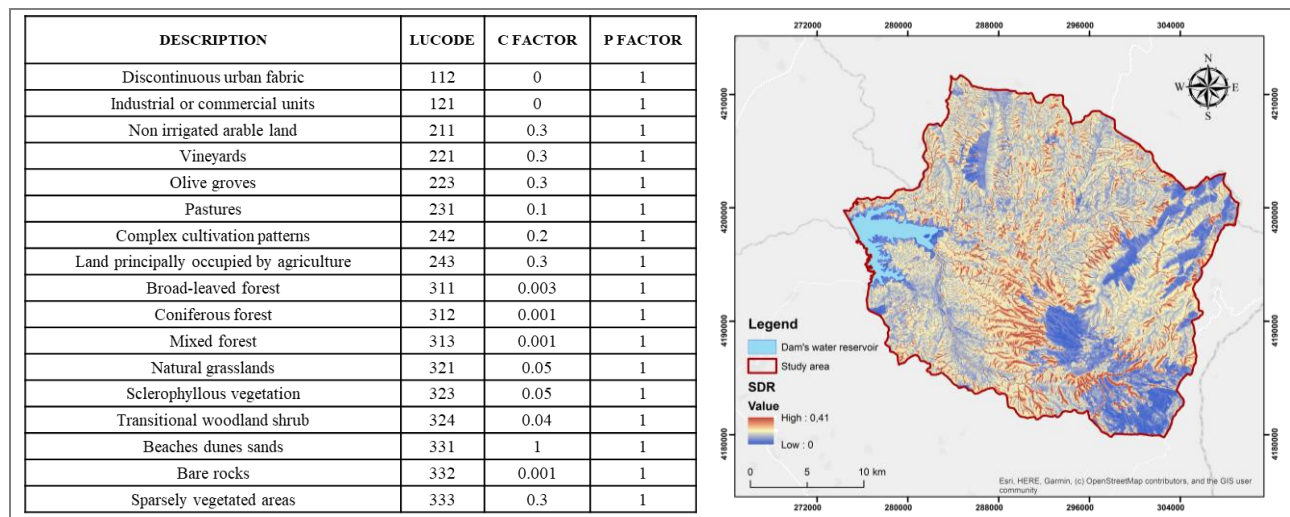 DESCRIPTION LUCODE C FACTOR P FACTOR
Discontinuous urban fabric 112 0 1
Industrial or commercial units 121 0 1
Non irrigated arable land 211 0.3 1
Vineyards 221 0.3 1
Olive groves 223 0.3 1
Pastures 231 0.1 1
Complex cultivation patterns 242 0.2 1
Land principally occupied by agriculture 243 0.3 1
Broad-leaved forest 311 0.003 1
Coniferous forest 312 0.001 1
Mixed forest 313 0.001 1
Natural grasslands 321 0.05 1
Sclerophyllous vegetation 323 0.05 1
Transitional woodland shrub 324 0.04 1
Beaches dunes sands 331 1 1
Bare rocks 332 0.001 1
Sparsely vegetated areas 333 0.3 1
272000 280000 288000 296000 304000
N
W E
S
4210000 4210000
4200000 4200000
4190000 4190000
4180000 4180000
Legend
Dam's water reservoir
Study area
SDR
Value
High : 0,41
Low : 0
0 5 10 km
Esri, HERE, Garmin, (c) OpenStreetMap contributors, and the GIS user
community
272000 280000 288000 296000 304000